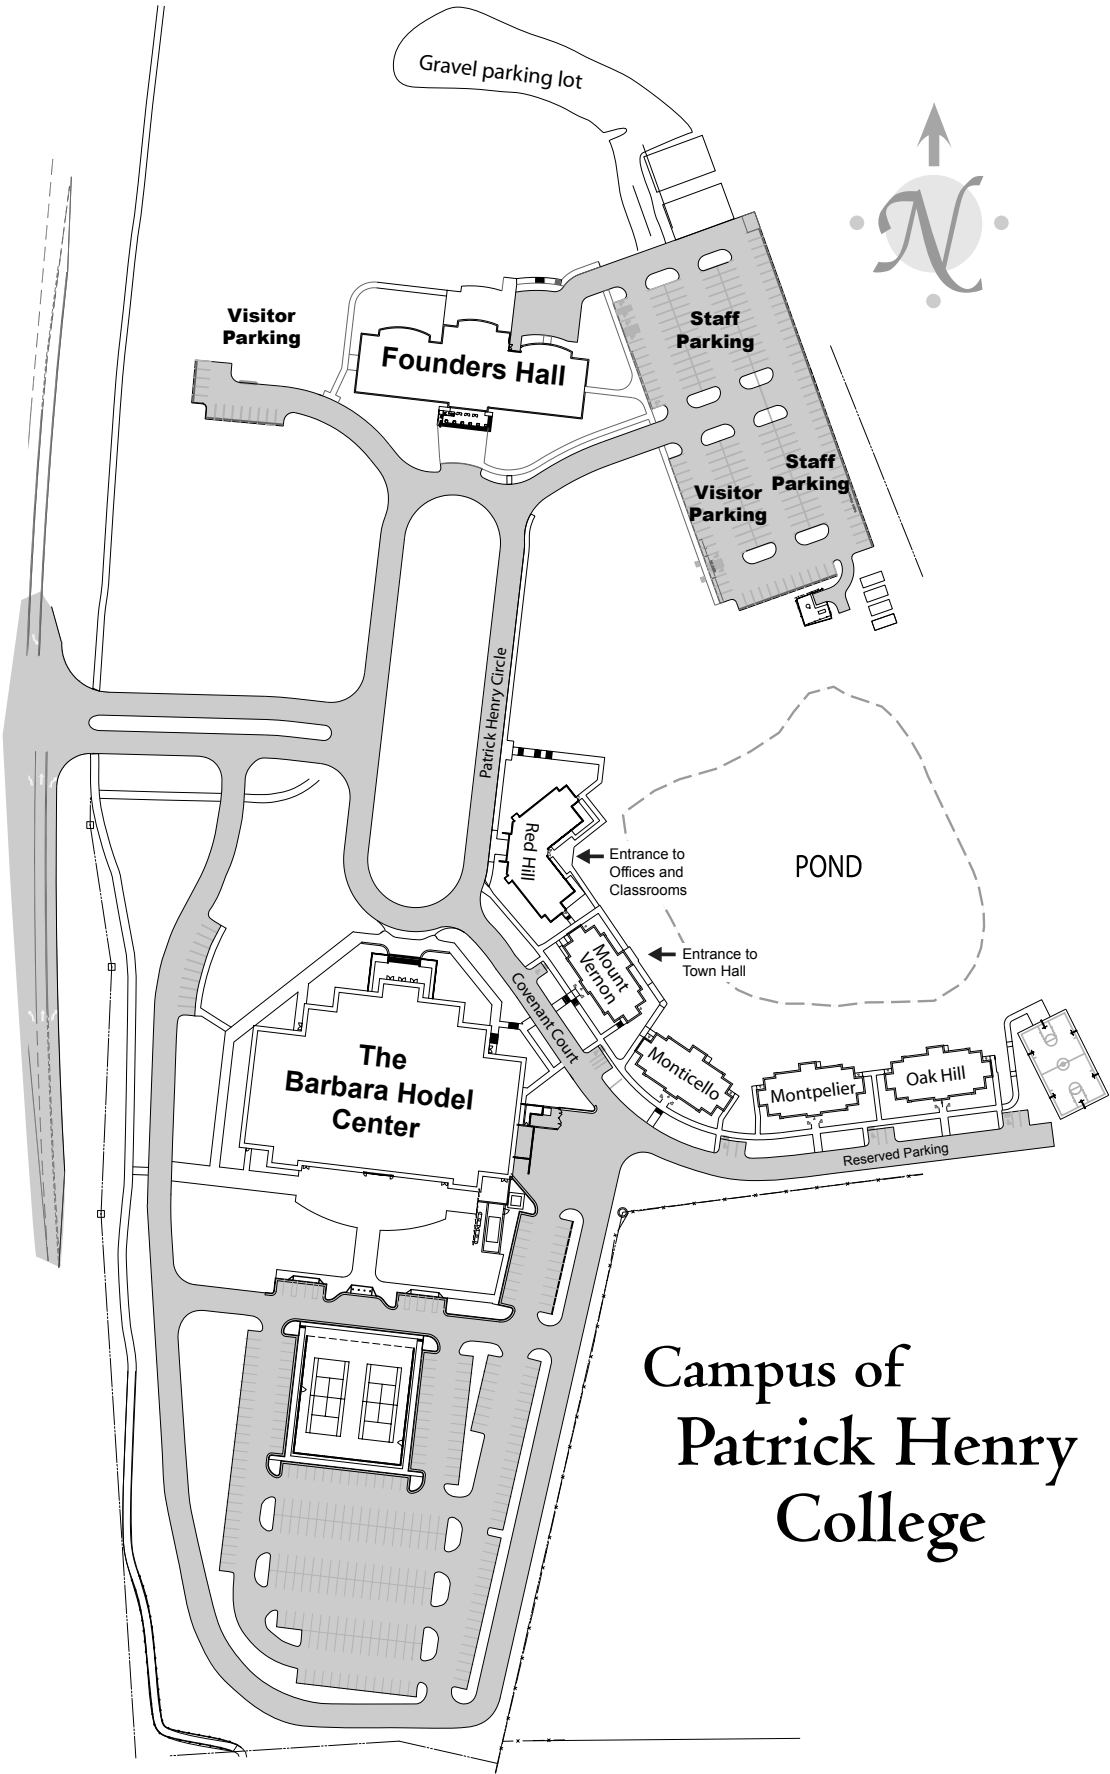 Gravel parking lot
N
Visitor
Parking
Founders Hall
Staff
Parking
Staff
Parking
Visitor
Parking
Patrick Henry Circle
Red Hill
Entrance to
Offices and
Classrooms
POND
Mount
Vernon
Entrance to
Town Hall
Covenant Court
The
Barbara Hodel
Center
Monticello
Montpelier
Oak Hill
Reserved Parking
Campus of
Patrick Henry
College